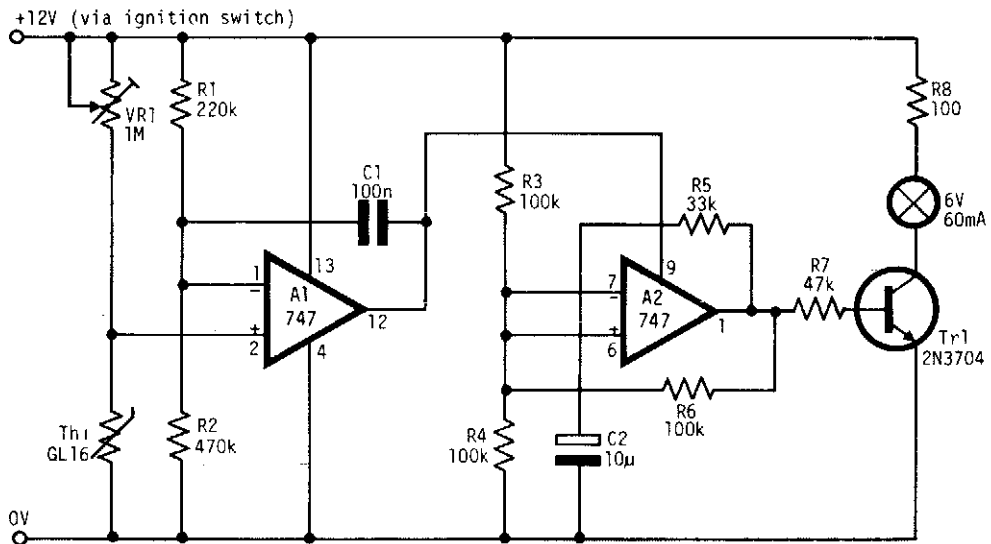 +12V (via ignition switch)
VR1
1M
R1
220k
C1
100n
R3
100k
R5
33k
R8
100
6V
60mA
1
−
13
A1
747
12
+
2
4
7
−
9
A2
747
1
+
6
R7
47k
Tr1
2N3704
Th1
GL16
R2
470k
R4
100k
R6
100k
C2
10µ
0V